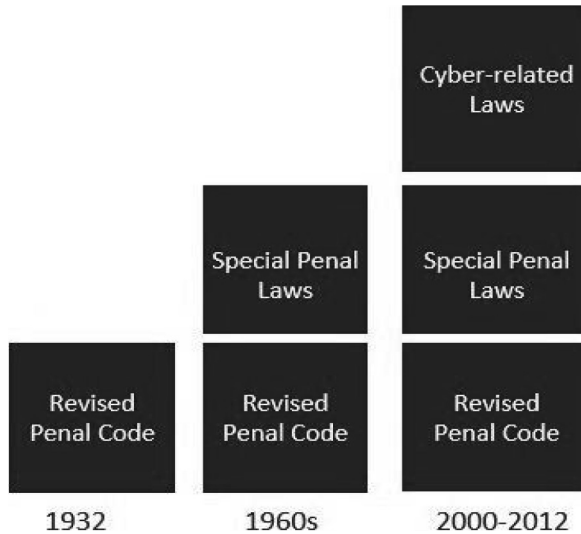 Cyber-related
Laws
Special Penal
Laws
Special Penal
Laws
Revised
Penal Code
Revised
Penal Code
Revised
Penal Code
1932
1960s
2000-2012